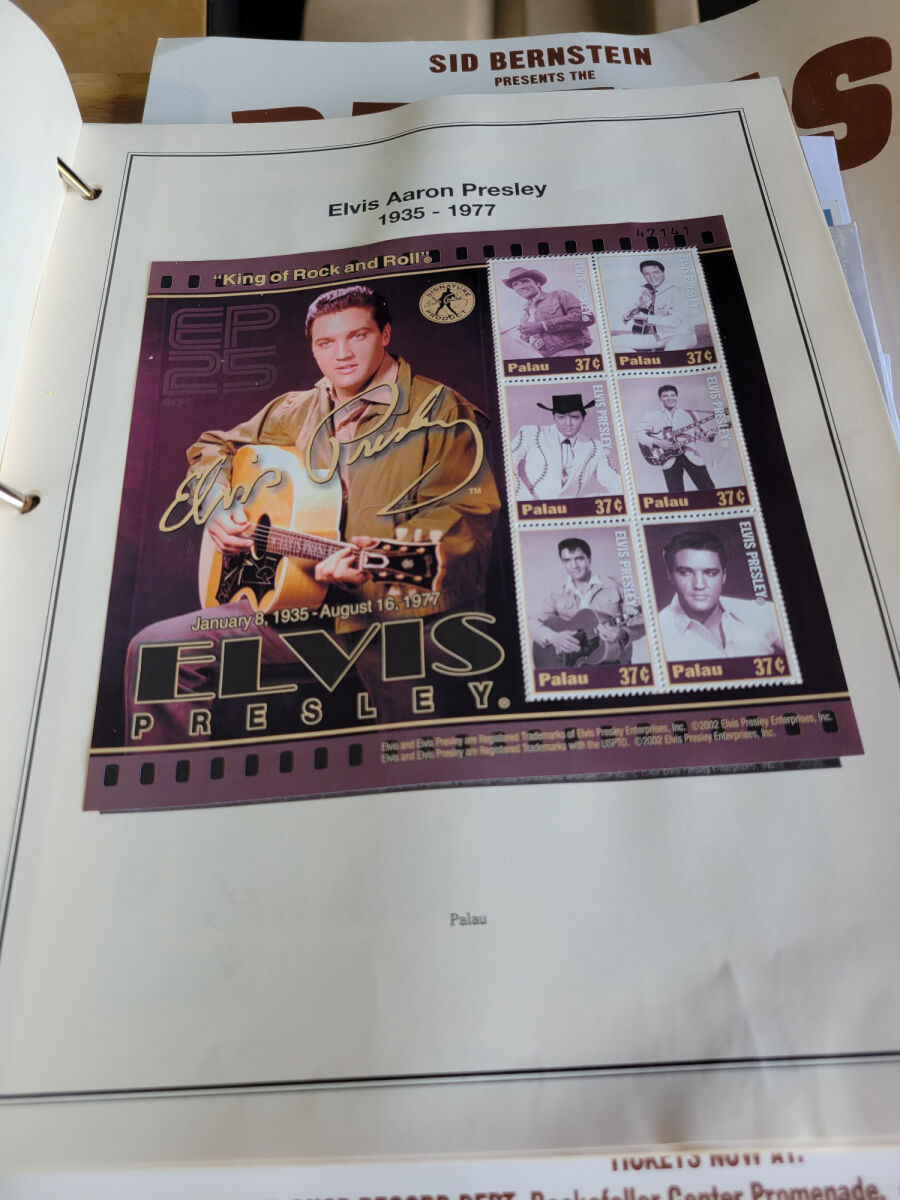 SID BERNSTEIN
PRESENTS THE
Elvis Aaron Presley
1935 - 1977
47141
"King of Rock and Roll"®
SIGNATURE
PRODUCT
EP
25
©EPE
Elvis Presley
TM
January 8, 1935 - August 16, 1977
ELVIS
PRESLEY®
ELVIS PRESLEY®
Palau 37¢
ELVIS PRESLEY®
Palau 37¢
ELVIS PRESLEY®
Palau 37¢
ELVIS PRESLEY®
Palau 37¢
ELVIS PRESLEY®
Palau 37¢
ELVIS PRESLEY®
Palau 37¢
Elvis and Elvis Presley are Registered Trademarks of Elvis Presley Enterprises, Inc. ©2002 Elvis Presley Enterprises, Inc.
Elvis and Elvis Presley are Registered Trademarks with the USPTO. ©2002 Elvis Presley Enterprises, Inc.
Palau
TICKETS NOW AT:
RECORD DEPT. Rockefeller Center Promenade,